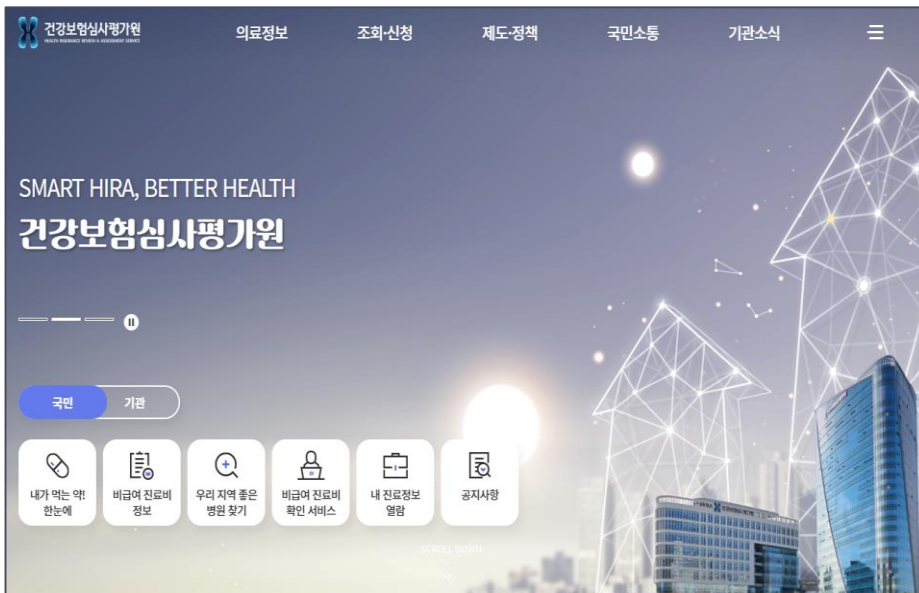 건강보험심사평가원
HEALTH INSURANCE REVIEW & ASSESSMENT SERVICE
의료정보
조회·신청
제도·정책
국민소통
기관소식
SMART HIRA, BETTER HEALTH
건강보험심사평가원
국민
기관
내가 먹는 약!
한눈에
비급여 진료비
정보
우리 지역 좋은
병원 찾기
비급여 진료비
확인 서비스
내 진료정보
열람
공지사항
SCROLL DOWN